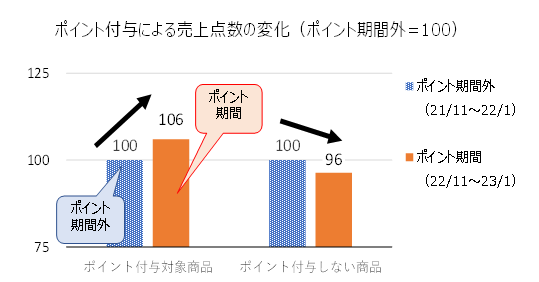 ポイント付与による売上点数の変化（ポイント期間外＝100）
125
100
75
100
106
100
96
ポイント
期間外
ポイント
期間
ポイント付与対象商品
ポイント付与しない商品
ポイント期間外
（21/11～22/1）
ポイント期間
（22/11～23/1）